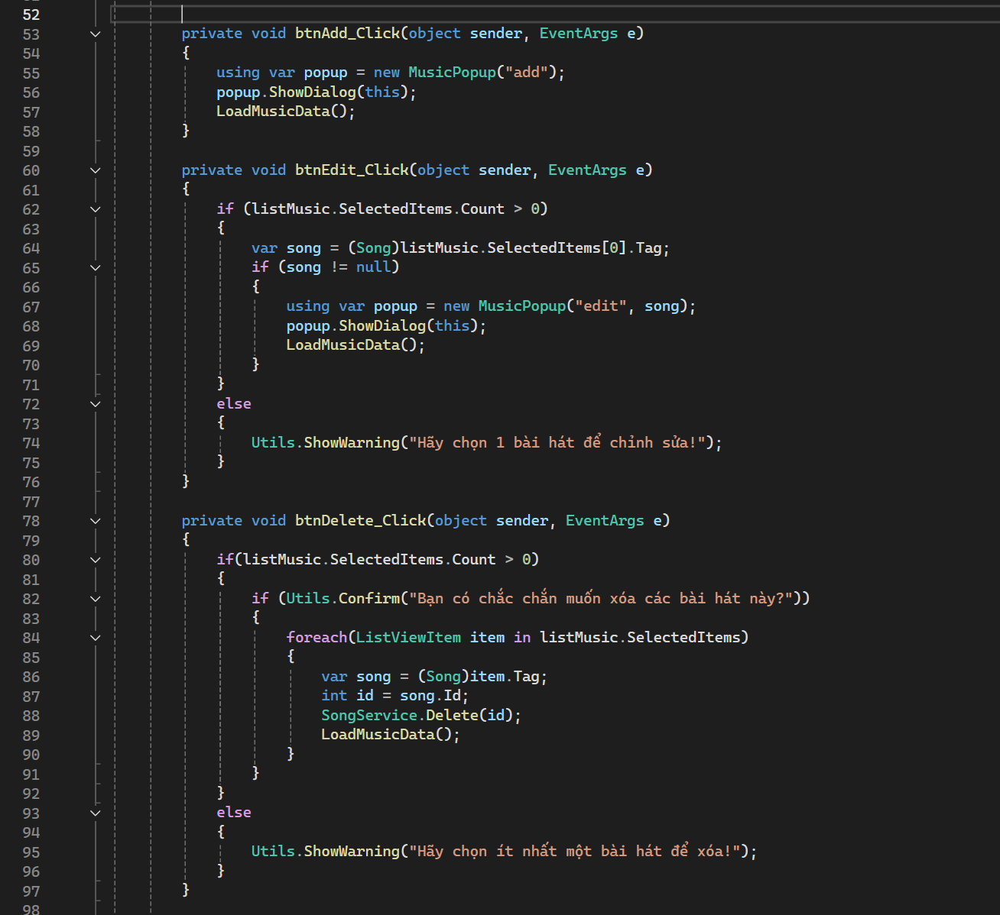 52
53 private void btnAdd_Click(object sender, EventArgs e)
54 {
55 using var popup = new MusicPopup("add");
56 popup.ShowDialog(this);
57 LoadMusicData();
58 }
59
60 private void btnEdit_Click(object sender, EventArgs e)
61 {
62 if (listMusic.SelectedItems.Count > 0)
63 {
64 var song = (Song)listMusic.SelectedItems[0].Tag;
65 if (song != null)
66 {
67 using var popup = new MusicPopup("edit", song);
68 popup.ShowDialog(this);
69 LoadMusicData();
70 }
71 }
72 else
73 {
74 Utils.ShowWarning("Hãy chọn 1 bài hát để chỉnh sửa!");
75 }
76 }
77
78 private void btnDelete_Click(object sender, EventArgs e)
79 {
80 if(listMusic.SelectedItems.Count > 0)
81 {
82 if (Utils.Confirm("Bạn có chắc chắn muốn xóa các bài hát này?"))
83 {
84 foreach(ListViewItem item in listMusic.SelectedItems)
85 {
86 var song = (Song)item.Tag;
87 int id = song.Id;
88 SongService.Delete(id);
89 LoadMusicData();
90 }
91 }
92 }
93 else
94 {
95 Utils.ShowWarning("Hãy chọn ít nhất một bài hát để xóa!");
96 }
97 }
98